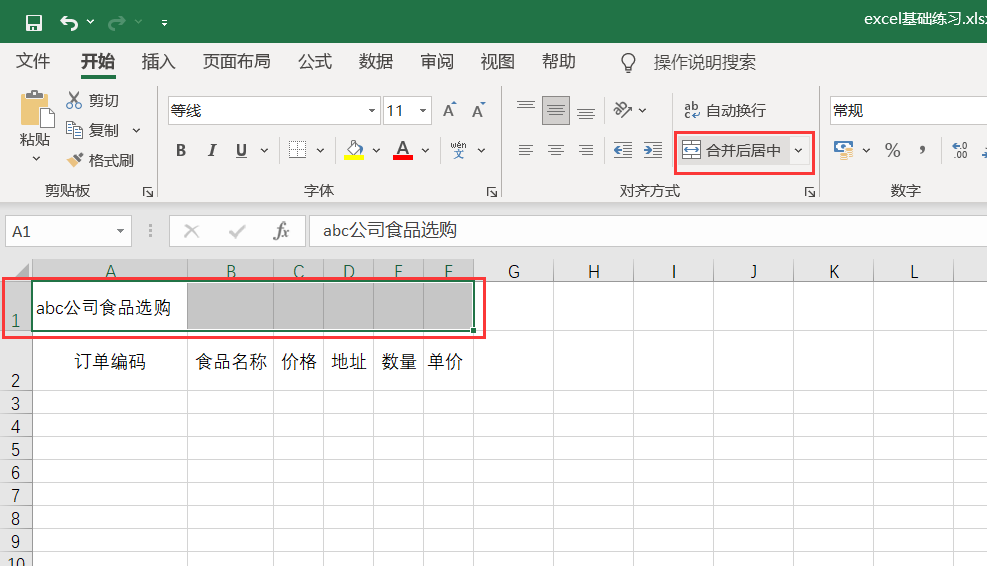 excel基础练习.xls
文件 开始 插入 页面布局 公式 数据 审阅 视图 帮助 操作说明搜索
粘贴 剪切 复制 格式刷
剪贴板
等线 11 A A
B I U A wén 文
字体
ab c 自动换行
合并后居中
对齐方式
常规
% , .00
数字
A1 fx abc公司食品选购
A B C D E F G H I J K L
1 abc公司食品选购
2 订单编码 食品名称 价格 地址 数量 单价
3
4
5
6
7
8
9
10